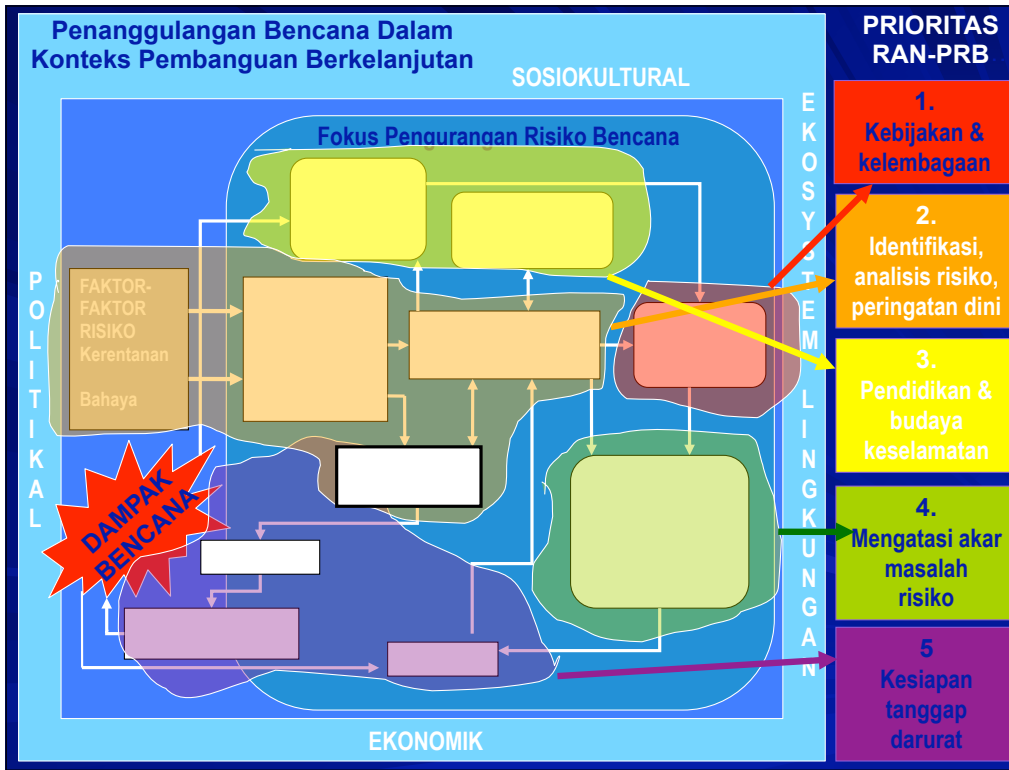 Penanggulangan Bencana Dalam
Konteks Pembanguan Berkelanjutan
SOSIOKULTURAL
Fokus Pengurangan Risiko Bencana
POLITIKAL
FAKTOR-
FAKTOR
RISIKO
Kerentanan
Bahaya
DAMPAK
BENCANA
EKOSYSTEM LINGKUNGAN
EKONOMIK
PRIORITAS
RAN-PRB
1.
Kebijakan &
kelembagaan
2.
Identifikasi,
analisis risiko,
peringatan dini
3.
Pendidikan &
budaya
keselamatan
4.
Mengatasi akar
masalah
risiko
5
Kesiapan
tanggap
darurat